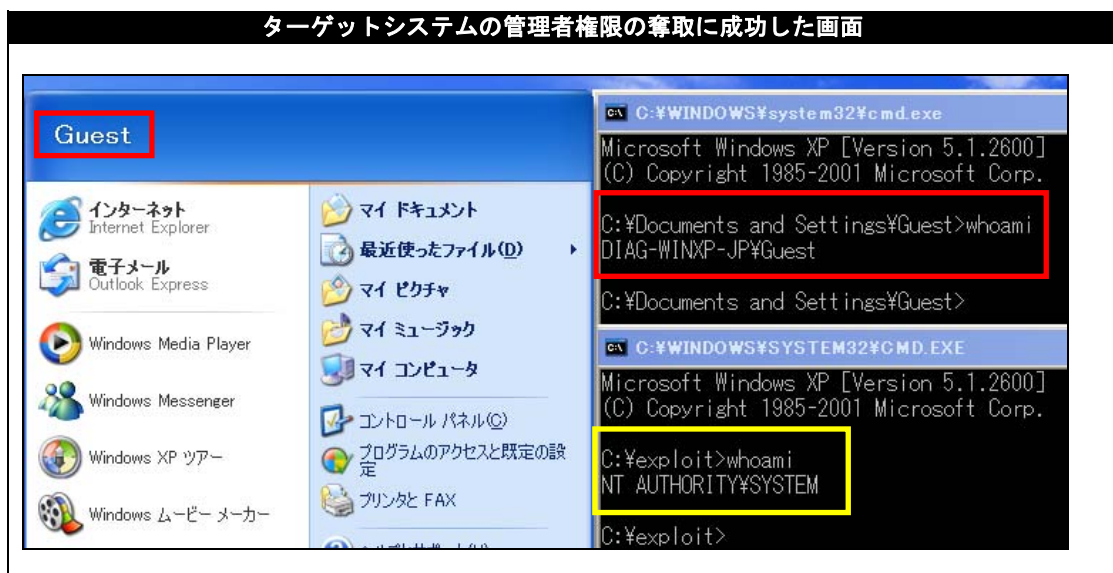 ターゲットシステムの管理者権限の奪取に成功した画面
Guest
インターネット
Internet Explorer
電子メール
Outlook Express
Windows Media Player
Windows Messenger
Windows XP ツアー
Windows ムービー メーカー
マイ ドキュメント
最近使ったファイル(D)
マイ ピクチャ
マイ ミュージック
マイ コンピュータ
コントロール パネル(C)
プログラムのアクセスと既定の設
定
プリンタと FAX
C:¥WINDOWS¥system32¥cmd.exe
Microsoft Windows XP [Version 5.1.2600]
(C) Copyright 1985-2001 Microsoft Corp.
C:¥Documents and Settings¥Guest>whoami
DIAG-WINXP-JP¥Guest
C:¥Documents and Settings¥Guest>
C:¥WINDOWS¥SYSTEM32¥CMD.EXE
Microsoft Windows XP [Version 5.1.2600]
(C) Copyright 1985-2001 Microsoft Corp.
C:¥exploit>whoami
NT AUTHORITY¥SYSTEM
C:¥exploit>